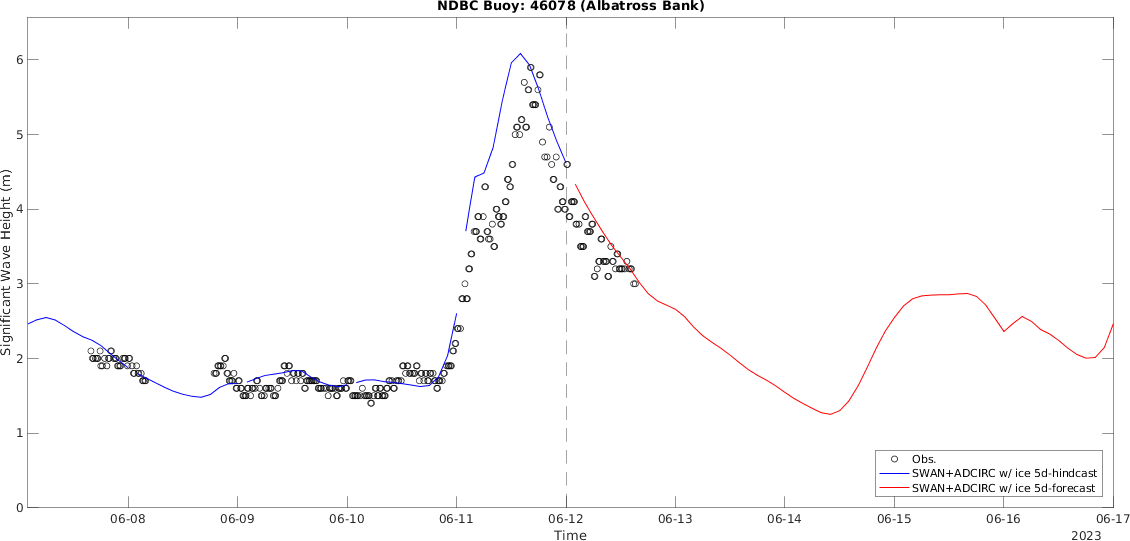 NDBC Buoy: 46078 (Albatross Bank)
Significant Wave Height (m)
6
5
4
3
2
1
0
Obs.
SWAN+ADCIRC w/ ice 5d-hindcast
SWAN+ADCIRC w/ ice 5d-forecast
06-08 06-09 06-10 06-11 06-12 06-13 06-14 06-15 06-16 06-17
Time
2023